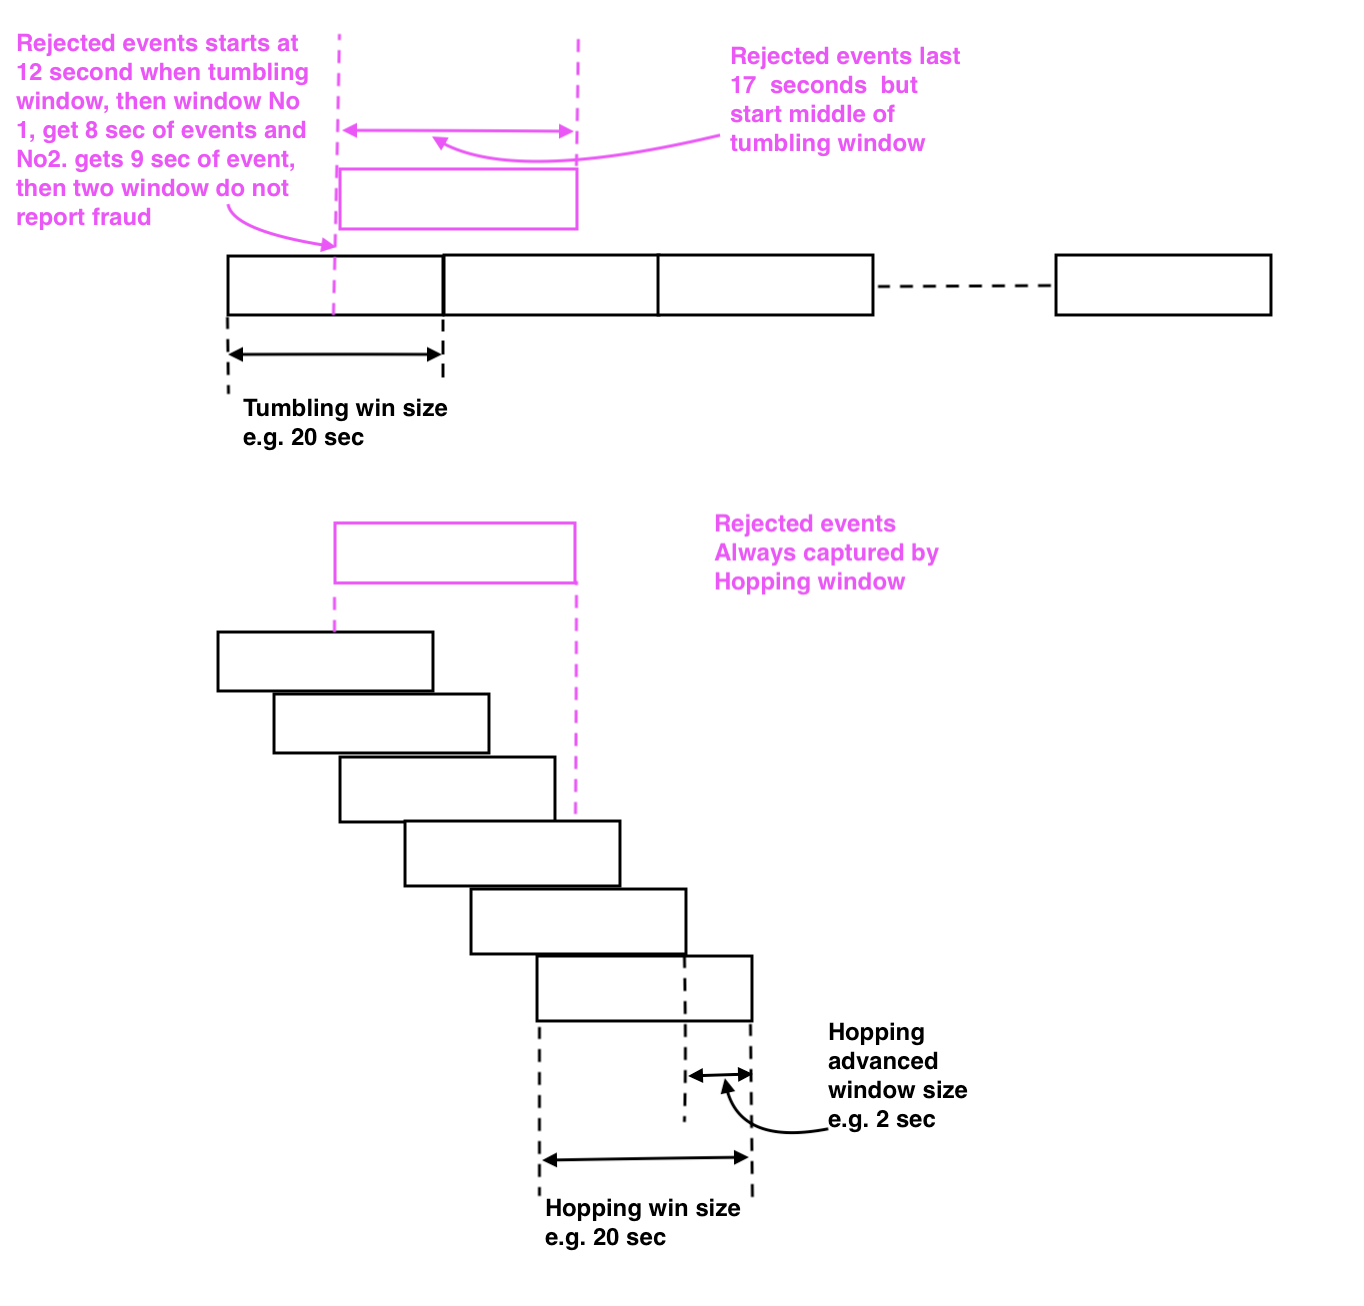 Rejected events starts at
12 second when tumbling
window, then window No
1, get 8 sec of events and
No2. gets 9 sec of event,
then two window do not
report fraud
Rejected events last
17 seconds but
start middle of
tumbling window
Tumbling win size
e.g. 20 sec
Rejected events
Always captured by
Hopping window
Hopping
advanced
window size
e.g. 2 sec
Hopping win size
e.g. 20 sec